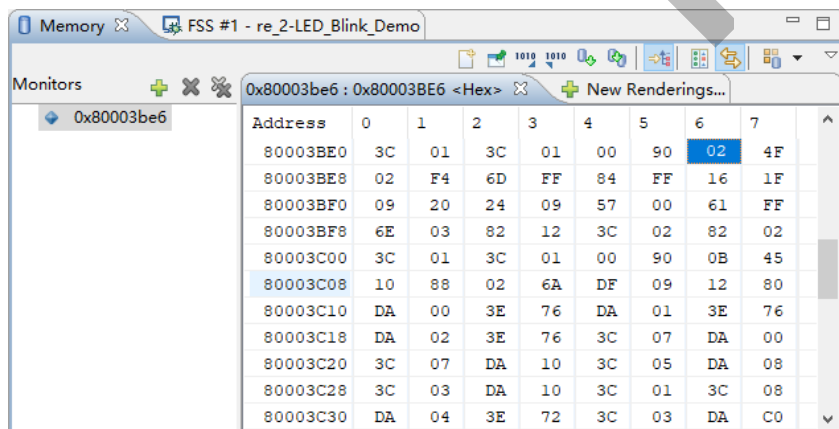 Memory FSS #1 - re_2-LED_Blink_Demo
Monitors
0x80003be6 : 0x80003BE6 <Hex> New Renderings...
0x80003be6
Address 0 1 2 3 4 5 6 7
80003BE0 3C 01 3C 01 00 90 02 4F
80003BE8 02 F4 6D FF 84 FF 16 1F
80003BF0 09 20 24 09 57 00 61 FF
80003BF8 6E 03 82 12 3C 02 82 02
80003C00 3C 01 3C 01 00 90 0B 45
80003C08 10 88 02 6A DF 09 12 80
80003C10 DA 00 3E 76 DA 01 3E 76
80003C18 DA 02 3E 76 3C 07 DA 00
80003C20 3C 07 DA 10 3C 05 DA 08
80003C28 3C 03 DA 10 3C 01 3C 08
80003C30 DA 04 3E 72 3C 03 DA C0